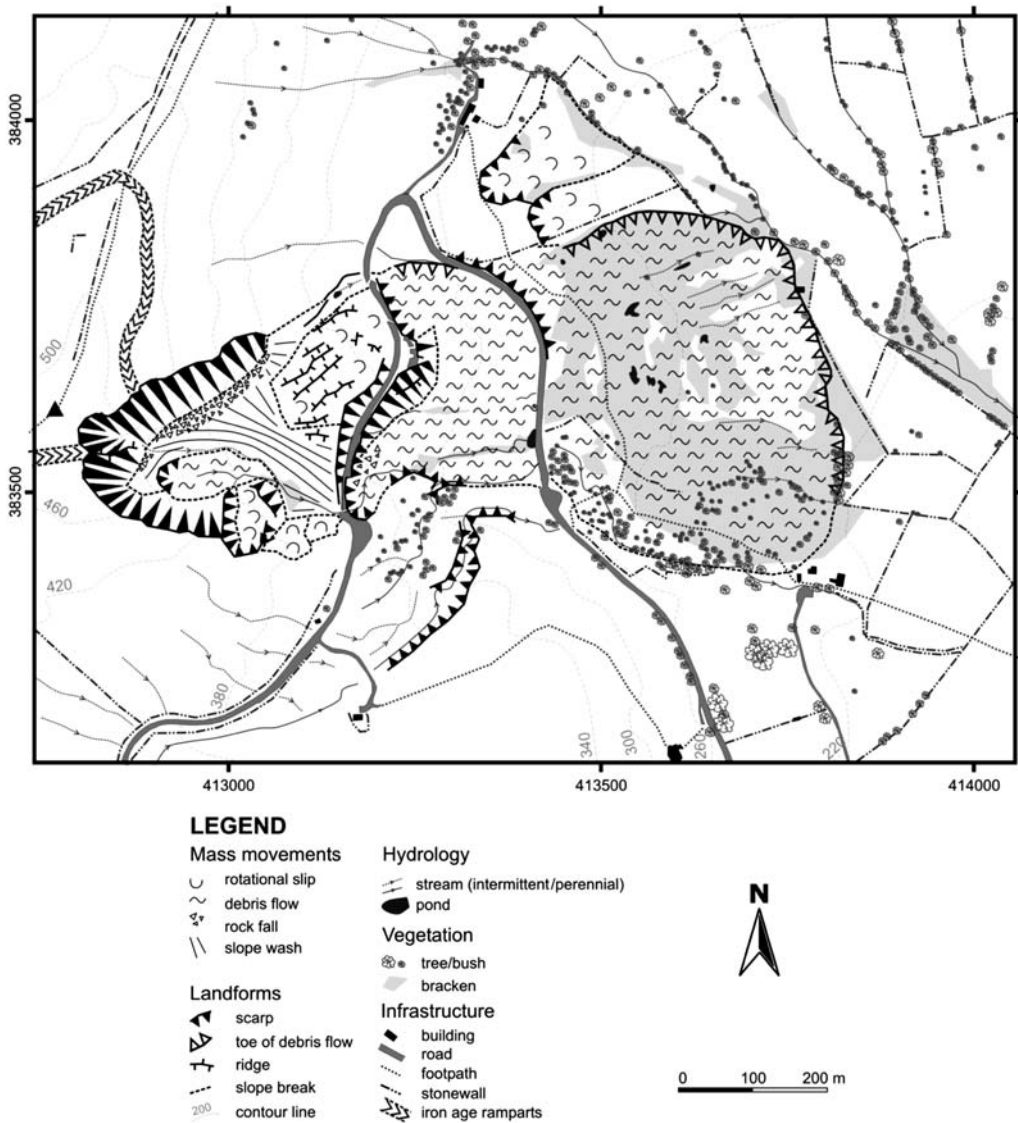 384000
383500
500
460
420
380
340
300
260
220
413000
413500
414000
LEGEND
Mass movements
rotational slip
debris flow
rock fall
slope wash
Landforms
scarp
toe of debris flow
ridge
slope break
200 contour line
Hydrology
stream (intermittent/perennial)
pond
Vegetation
tree/bush
bracken
Infrastructure
building
road
footpath
stonewall
iron age ramparts
N
0 100 200 m